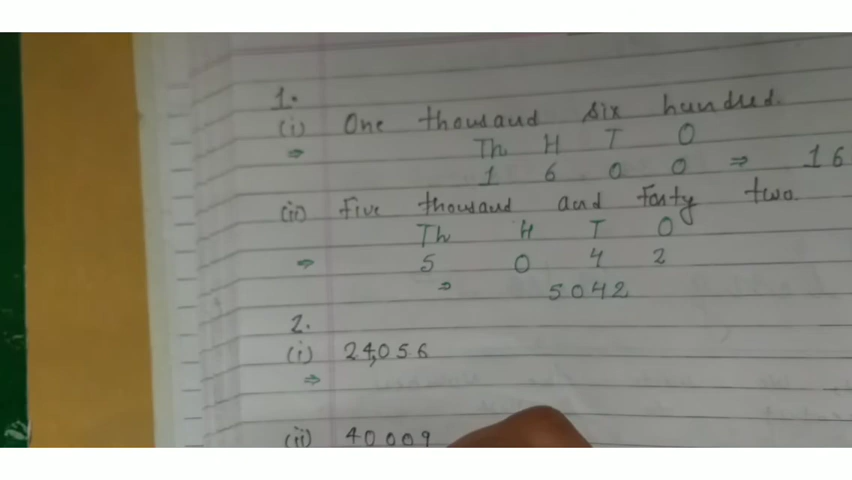 1.
(i) One thousand six hundred.
⇒ Th H T O
1 6 0 0 ⇒ 16
(ii) Five thousand and Forty two.
Th H T O
⇒ 5 0 4 2
⇒ 5042
2.
(i) 24,056
⇒
(ii) 40009